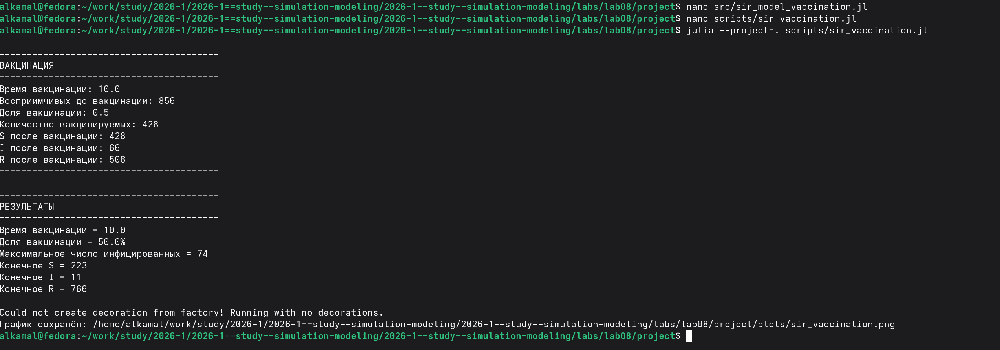 alkamal@fedora:~/work/study/2026-1/2026-1==study--simulation-modeling/2026-1--study--simulation-modeling/labs/lab08/project$ nano src/sir_model_vaccination.jl
alkamal@fedora:~/work/study/2026-1/2026-1==study--simulation-modeling/2026-1--study--simulation-modeling/labs/lab08/project$ nano scripts/sir_vaccination.jl
alkamal@fedora:~/work/study/2026-1/2026-1==study--simulation-modeling/2026-1--study--simulation-modeling/labs/lab08/project$ julia --project=. scripts/sir_vaccination.jl
========================================
ВАКЦИНАЦИЯ
========================================
Время вакцинации: 10.0
Восприимчивых до вакцинации: 856
Доля вакцинации: 0.5
Количество вакцинируемых: 428
S после вакцинации: 428
I после вакцинации: 66
R после вакцинации: 506
========================================
========================================
РЕЗУЛЬТАТЫ
========================================
Время вакцинации = 10.0
Доля вакцинации = 50.0%
Максимальное число инфицированных = 74
Конечное S = 223
Конечное I = 11
Конечное R = 766
Could not create decoration from factory! Running with no decorations.
График сохранён: /home/alkamal/work/study/2026-1/2026-1==study--simulation-modeling/2026-1--study--simulation-modeling/labs/lab08/project/plots/sir_vaccination.png
alkamal@fedora:~/work/study/2026-1/2026-1==study--simulation-modeling/2026-1--study--simulation-modeling/labs/lab08/project$